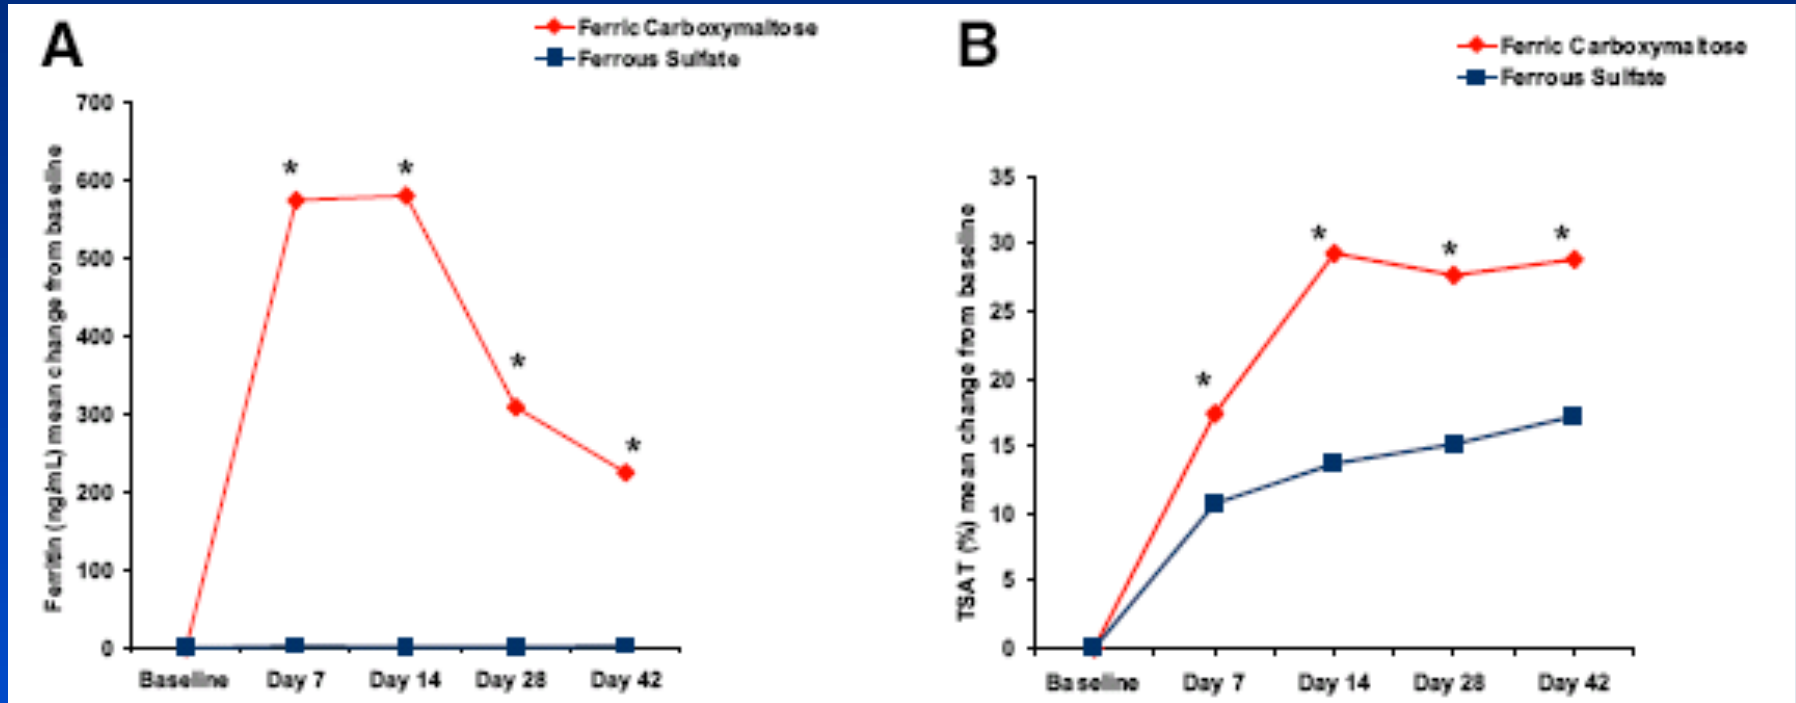 A
Ferric Carboxymaltose
Ferrous Sulfate
Ferritin (ng/mL) mean change from baseline
700
600
500
400
300
200
100
0
* * * *
Baseline Day 7 Day 14 Day 28 Day 42
B
Ferric Carboxymaltose
Ferrous Sulfate
TSAT (%) mean change from baseline
35
30
25
20
15
10
5
0
* * * *
Baseline Day 7 Day 14 Day 28 Day 42